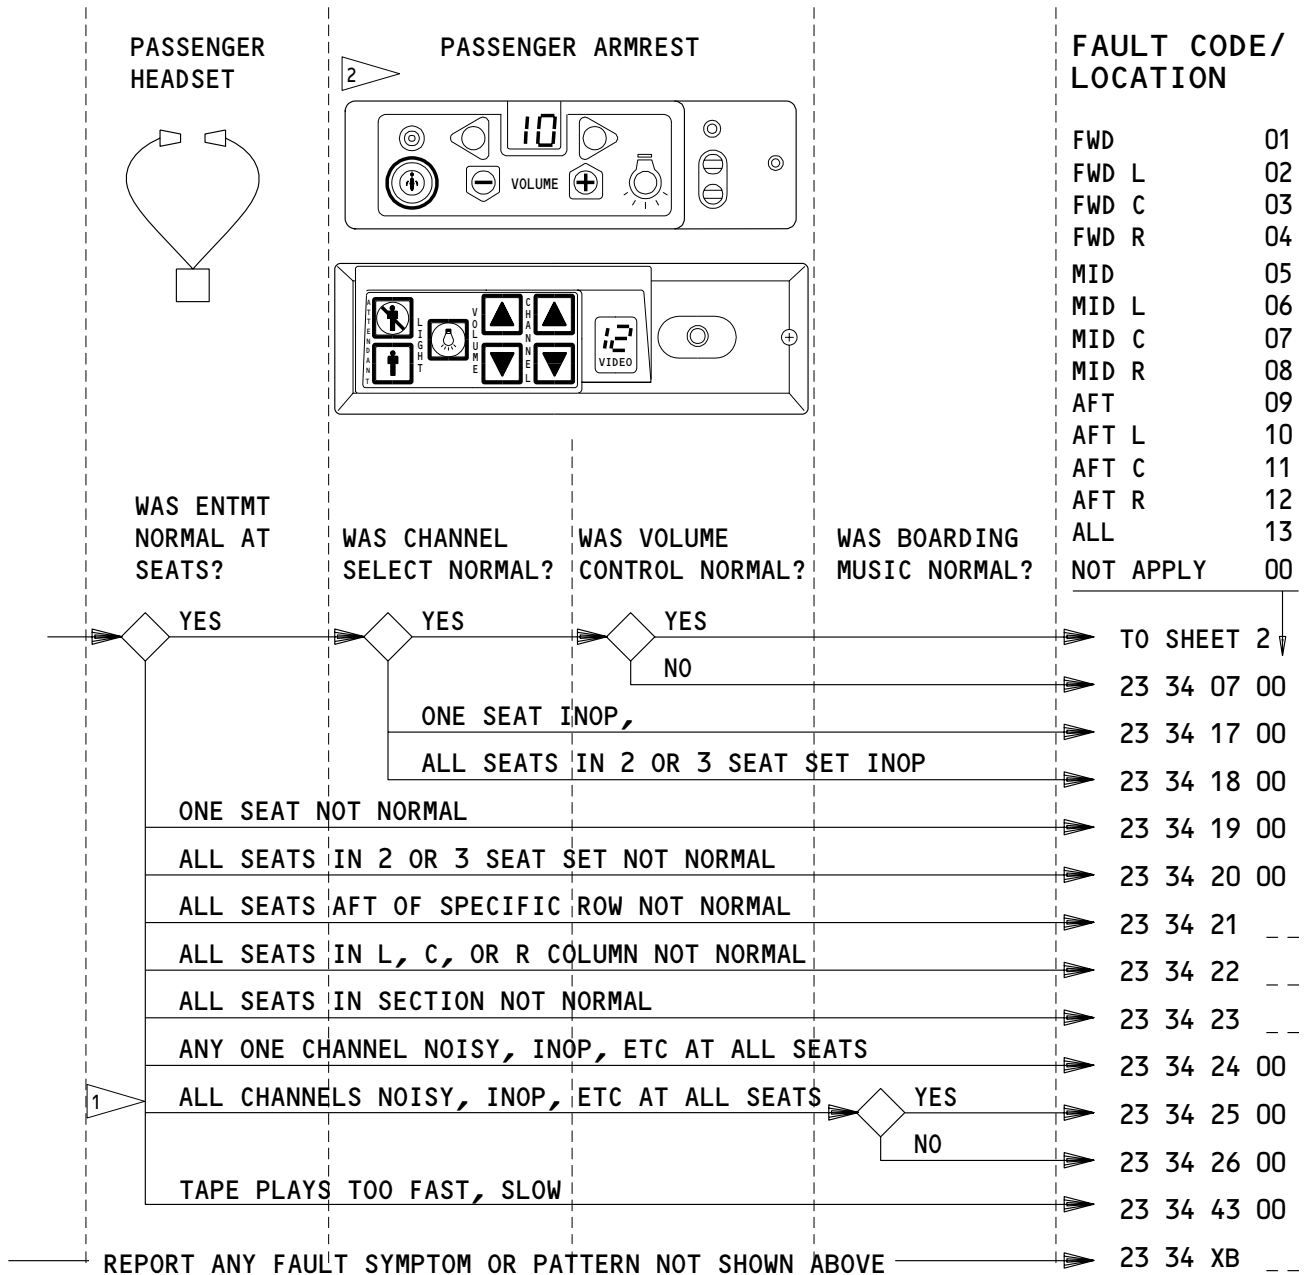 PASSENGER
HEADSET
PASSENGER ARMREST
2
10
VOLUME
ATTENDANT
LIGHT
VOLUME
CHANNEL
12
VIDEO
FAULT CODE/
LOCATION
FWD 01
FWD L 02
FWD C 03
FWD R 04
MID 05
MID L 06
MID C 07
MID R 08
AFT 09
AFT L 10
AFT C 11
AFT R 12
ALL 13
NOT APPLY 00
WAS ENTMT
NORMAL AT
SEATS?
WAS CHANNEL
SELECT NORMAL?
WAS VOLUME
CONTROL NORMAL?
WAS BOARDING
MUSIC NORMAL?
YES YES YES TO SHEET 2
NO 23 34 07 00
ONE SEAT INOP, 23 34 17 00
ALL SEATS IN 2 OR 3 SEAT SET INOP 23 34 18 00
ONE SEAT NOT NORMAL 23 34 19 00
ALL SEATS IN 2 OR 3 SEAT SET NOT NORMAL 23 34 20 00
ALL SEATS AFT OF SPECIFIC ROW NOT NORMAL 23 34 21 _ _
ALL SEATS IN L, C, OR R COLUMN NOT NORMAL 23 34 22 _ _
ALL SEATS IN SECTION NOT NORMAL 23 34 23 _ _
ANY ONE CHANNEL NOISY, INOP, ETC AT ALL SEATS 23 34 24 00
1 ALL CHANNELS NOISY, INOP, ETC AT ALL SEATS YES 23 34 25 00
NO 23 34 26 00
TAPE PLAYS TOO FAST, SLOW 23 34 43 00
REPORT ANY FAULT SYMPTOM OR PATTERN NOT SHOWN ABOVE 23 34 XB _ _